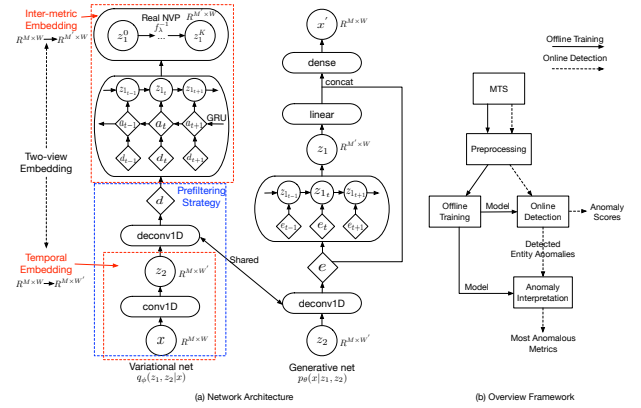 Inter-metric
Embedding
R^{M×W} → R^{M'×W}
Two-view
Embedding
Temporal
Embedding
R^{M×W} → R^{M×W'}
Real NVP
R^{M'×W}
z_1^0
f_λ^{-1}
...
z_1^K
z_{1_{t-1}}
z_{1_t}
z_{1_{t+1}}
GRU
a_{t-1}
a_t
a_{t+1}
d_{t-1}
d_t
d_{t+1}
Prefiltering
Strategy
d
deconv1D
z_2
R^{M×W'}
conv1D
x
R^{M×W}
Variational net
q_ϕ(z_1, z_2|x)
Shared
x'
R^{M×W}
dense
concat
linear
z_1
R^{M'×W}
z_{1_{t-1}}
z_{1_t}
z_{1_{t+1}}
e_{t-1}
e_t
e_{t+1}
e
deconv1D
z_2
R^{M×W'}
Generative net
p_θ(x|z_1, z_2)
(a) Network Architecture
Offline Training
Online Detection
MTS
Preprocessing
Offline
Training
Model
Online
Detection
Anomaly
Scores
Detected
Entity Anomalies
Model
Anomaly
Interpretation
Most Anomalous
Metrics
(b) Overview Framework